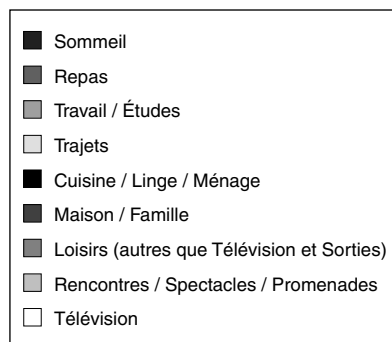 Sommeil
Repas
Travail / Études
Trajets
Cuisine / Linge / Ménage
Maison / Famille
Loisirs (autres que Télévision et Sorties)
Rencontres / Spectacles / Promenades
Télévision